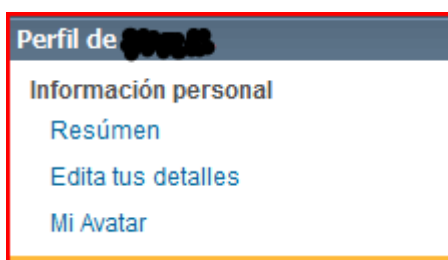 Perfil de
Información personal
Resúmen
Edita tus detalles
Mi Avatar